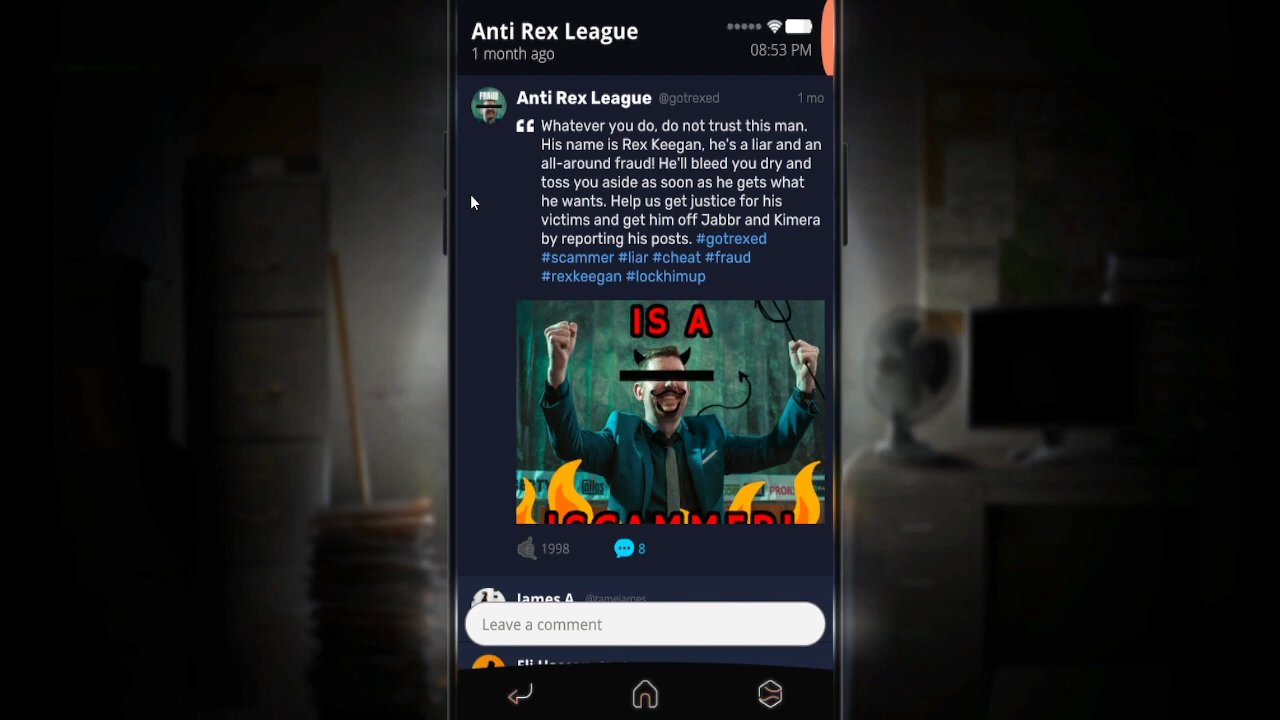 Anti Rex League
1 month ago
08:53 PM
FRAUD
Anti Rex League @gotrexed 1 mo
Whatever you do, do not trust this man.
His name is Rex Keegan, he's a liar and an
all-around fraud! He'll bleed you dry and
toss you aside as soon as he gets what
he wants. Help us get justice for his
victims and get him off Jabbr and Kimera
by reporting his posts. #gotrexed
#scammer #liar #cheat #fraud
#rexkeegan #lockhimup
IS A
1998
8
James A. @tamejames
Leave a comment